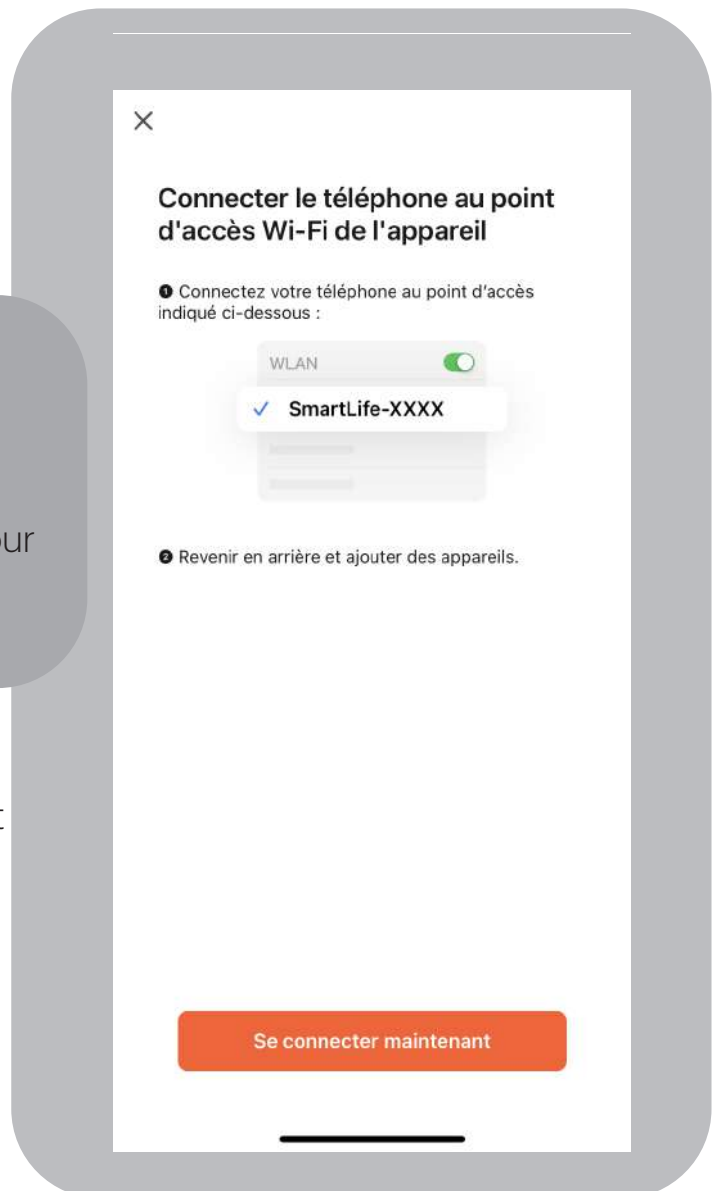 Connecter le téléphone au point
d'accès Wi-Fi de l'appareil
❶ Connectez votre téléphone au point d'accès
indiqué ci-dessous :
WLAN
✓ SmartLife-XXXX
❷ Revenir en arrière et ajouter des appareils.
Se connecter maintenant